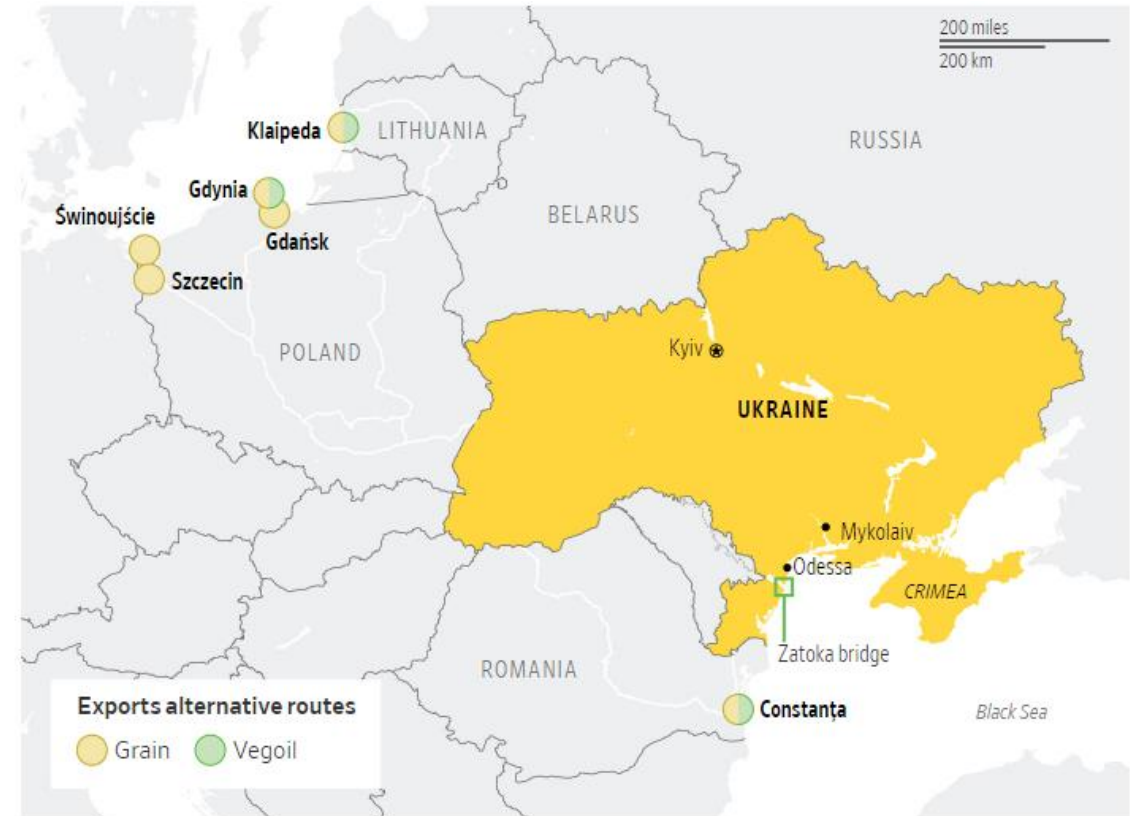 200 miles
200 km
RUSSIA
Klaipeda
LITHUANIA
Gdynia
BELARUS
Świnoujście
Gdańsk
Szczecin
POLAND
Kyiv
UKRAINE
Mykolaiv
Odessa
CRIMEA
Zatoka bridge
ROMANIA
Constanța
Black Sea
Exports alternative routes
Grain
Vegoil